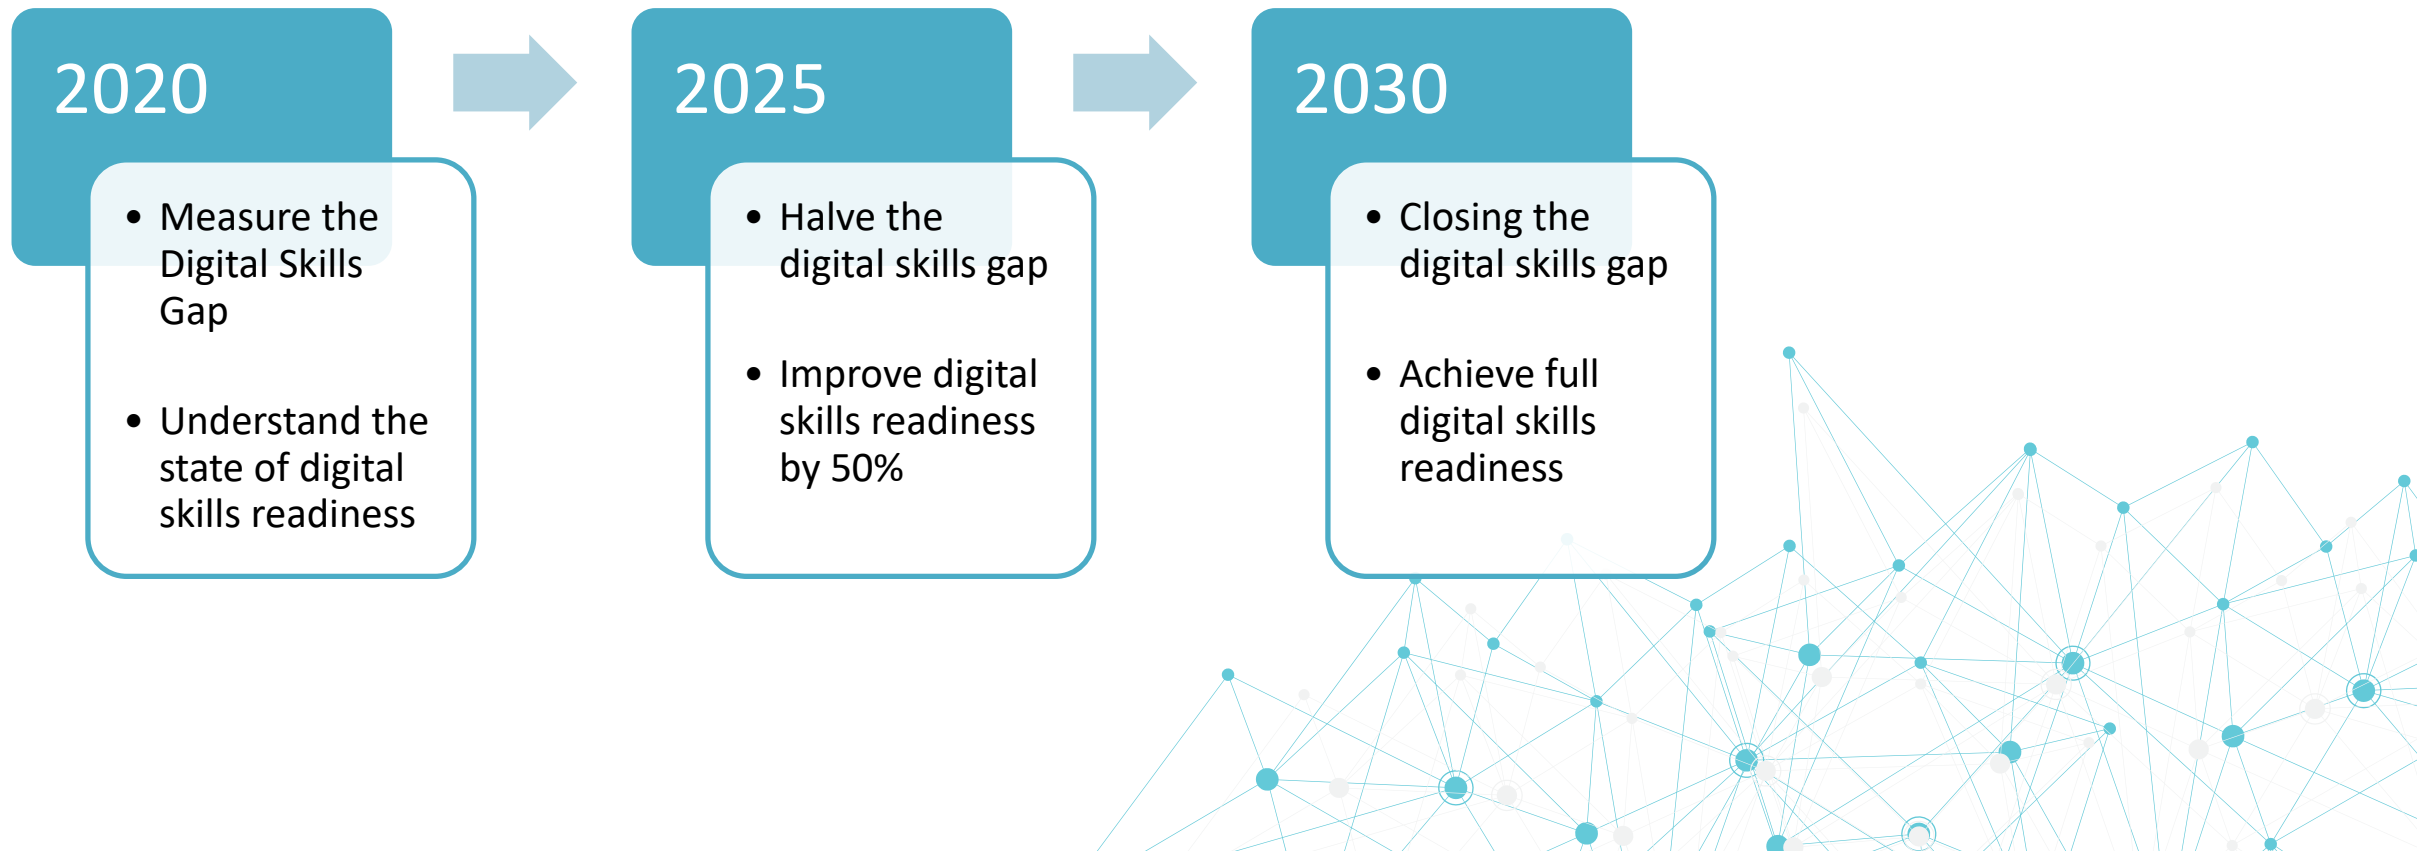 2020
• Measure the
Digital Skills
Gap
• Understand the
state of digital
skills readiness
2025
• Halve the
digital skills gap
• Improve digital
skills readiness
by 50%
2030
• Closing the
digital skills gap
• Achieve full
digital skills
readiness